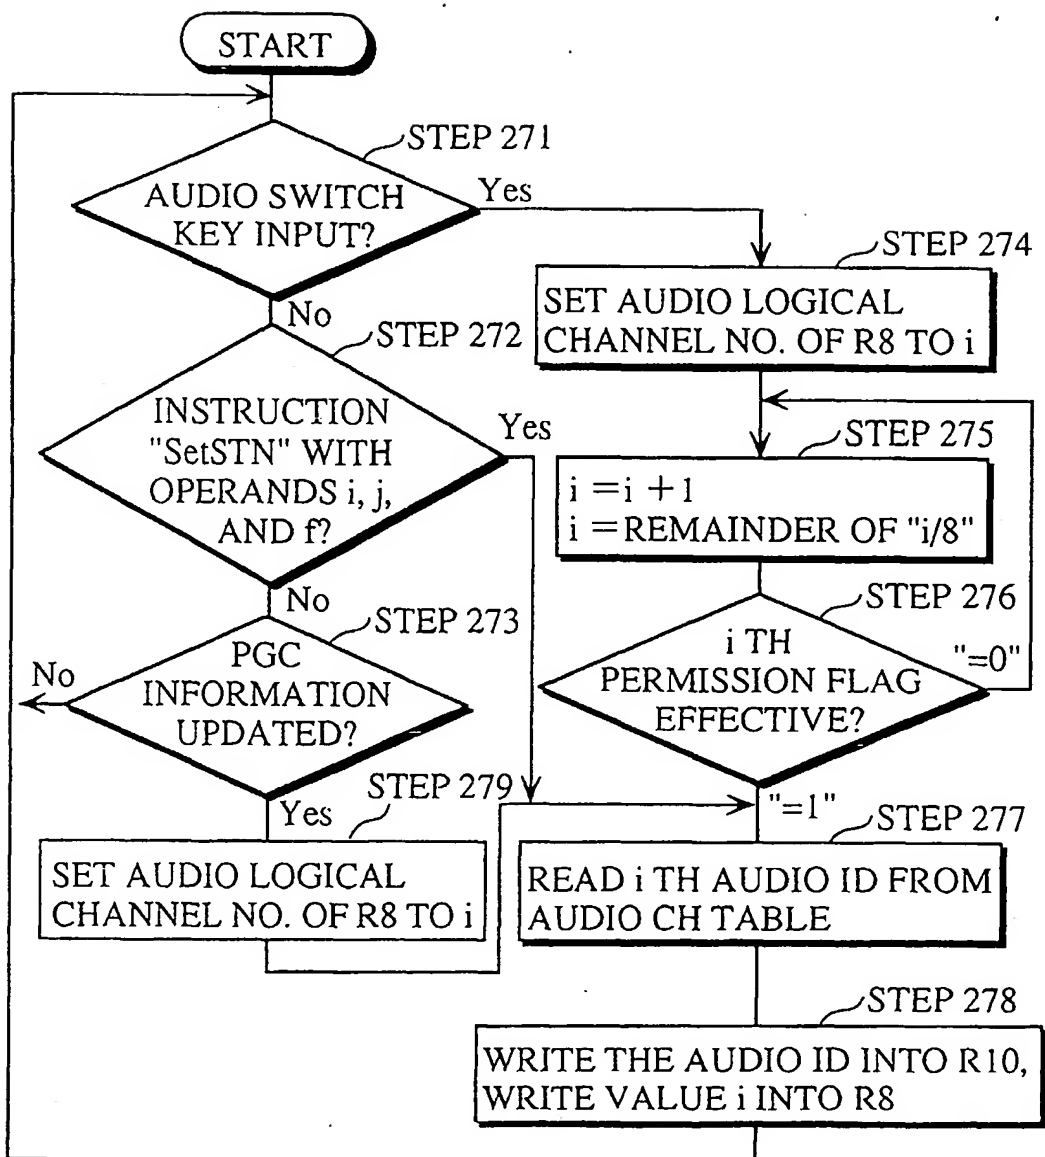 START
STEP 271
AUDIO SWITCH
KEY INPUT?
Yes
No
STEP 274
SET AUDIO LOGICAL
CHANNEL NO. OF R8 TO i
STEP 272
INSTRUCTION
"SetSTN" WITH
OPERANDS i, j,
AND f?
Yes
No
STEP 275
i = i + 1
i = REMAINDER OF "i/8"
STEP 276
i TH
PERMISSION FLAG
EFFECTIVE?
"=0"
"=1"
STEP 273
PGC
INFORMATION
UPDATED?
No
Yes
STEP 279
SET AUDIO LOGICAL
CHANNEL NO. OF R8 TO i
STEP 277
READ i TH AUDIO ID FROM
AUDIO CH TABLE
STEP 278
WRITE THE AUDIO ID INTO R10,
WRITE VALUE i INTO R8